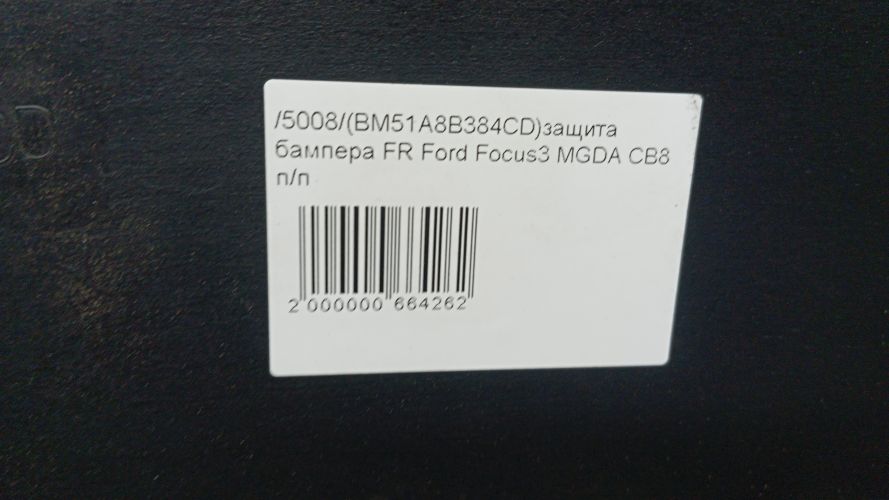 /5008/(BM51A8B384CD)защита
бампера FR Ford Focus3 MGDA CB8
п/п
2 000000 664262